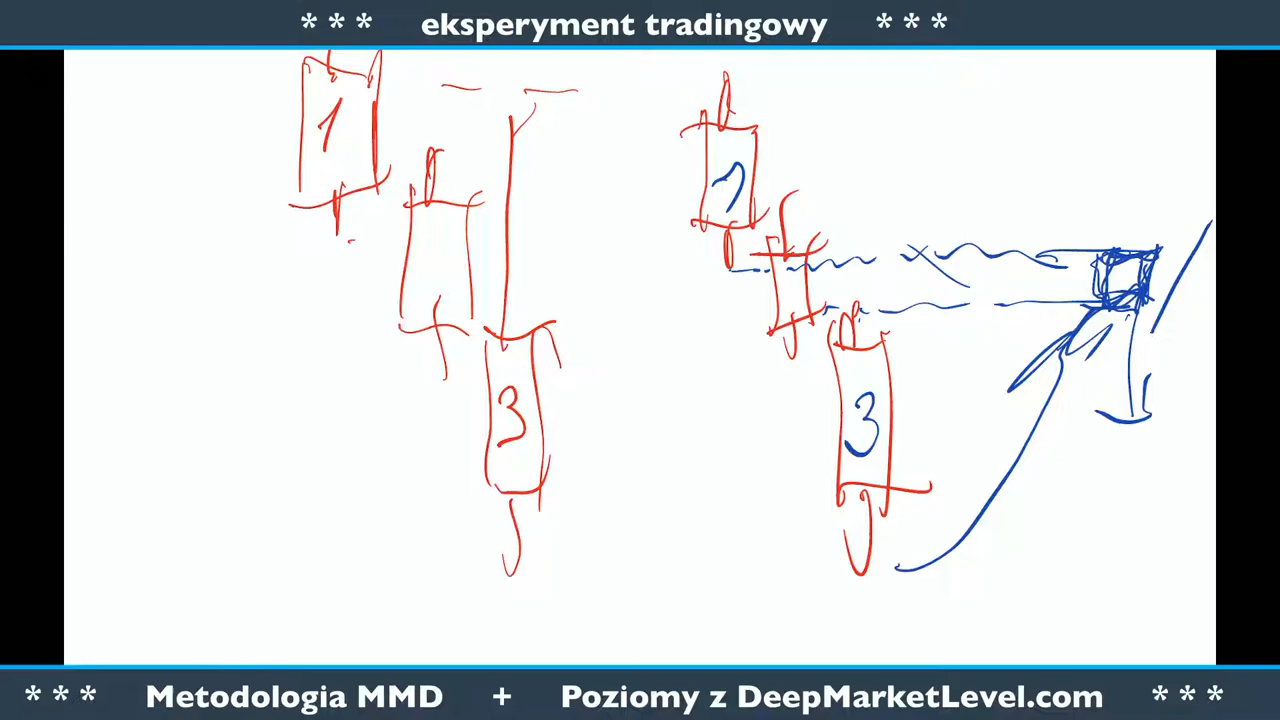 * * * eksperyment tradingowy * * *
1
3
1
3
* * * Metodologia MMD + Poziomy z DeepMarketLevel.com * * *